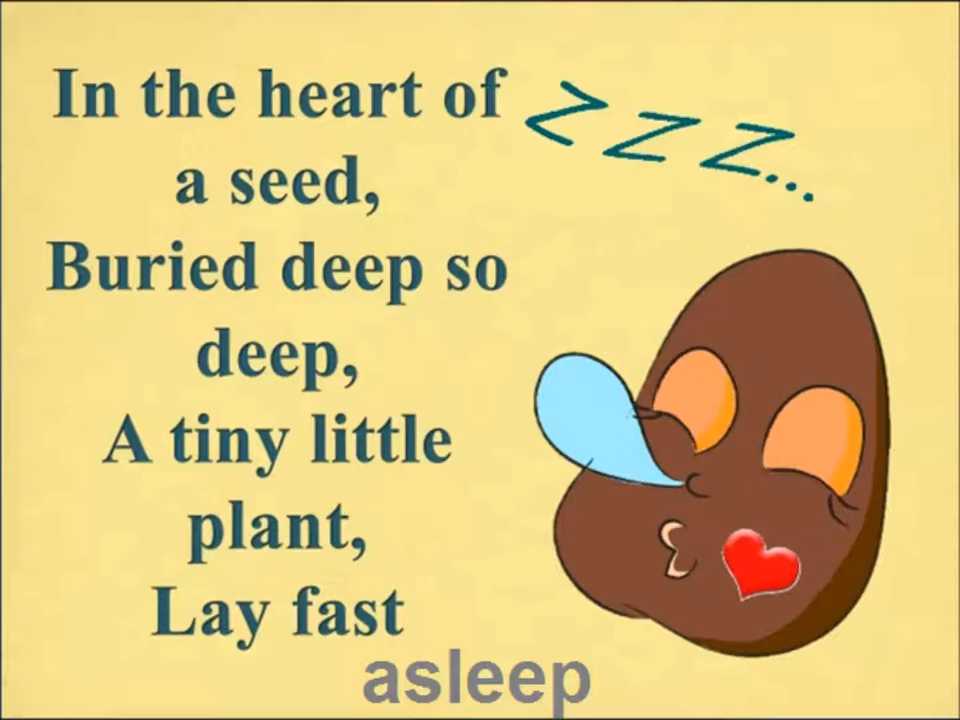 In the heart of
a seed,
Buried deep so
deep,
A tiny little
plant,
Lay fast
asleep
Z Z Z...